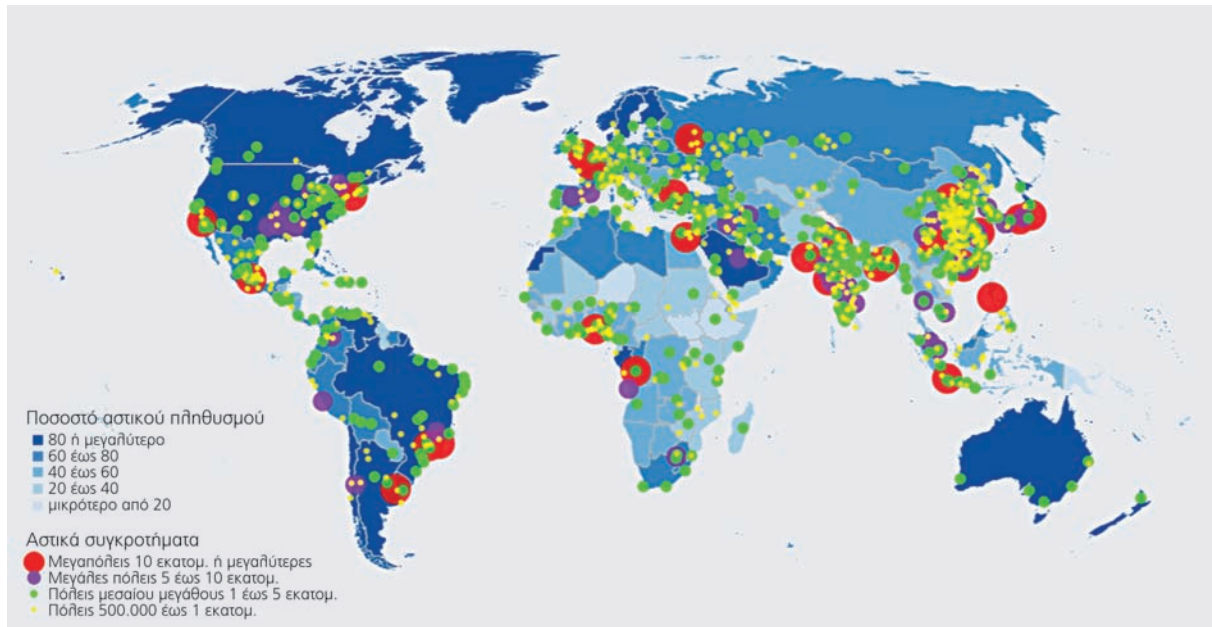 Ποσοστό αστικού πληθυσμού
80 ή μεγαλύτερο
60 έως 80
40 έως 60
20 έως 40
μικρότερο από 20
Αστικά συγκροτήματα
Μεγαπόλεις 10 εκατομ. ή μεγαλύτερες
Μεγάλες πόλεις 5 έως 10 εκατομ.
Πόλεις μεσαίου μεγάθους 1 έως 5 εκατομ.
Πόλεις 500.000 έως 1 εκατομ.